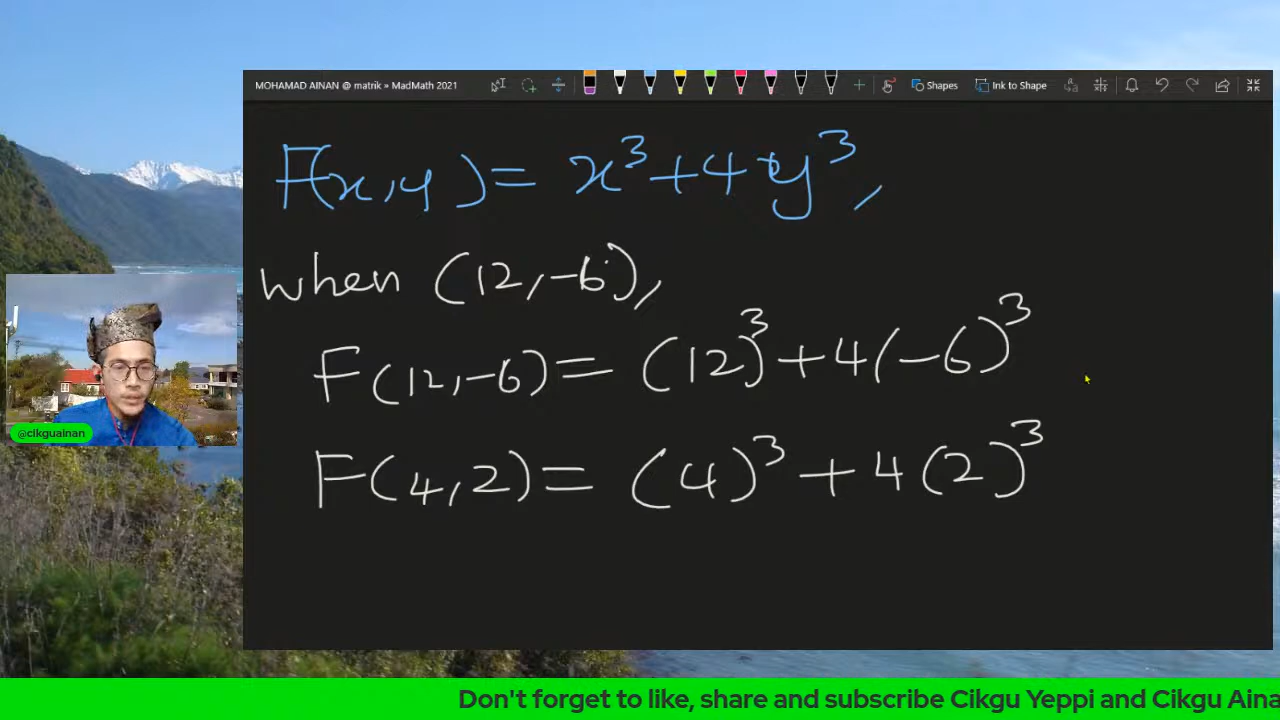 MOHAMAD AINAN @ matrik » MadMath 2021
Shapes
Ink to Shape
F(x,y) = x³ + 4y³,
when (12,-6),
F(12,-6) = (12)³ + 4(-6)³
F(4,2) = (4)³ + 4(2)³
@cikguainan
Don't forget to like, share and subscribe Cikgu Yeppi and Cikgu Aina